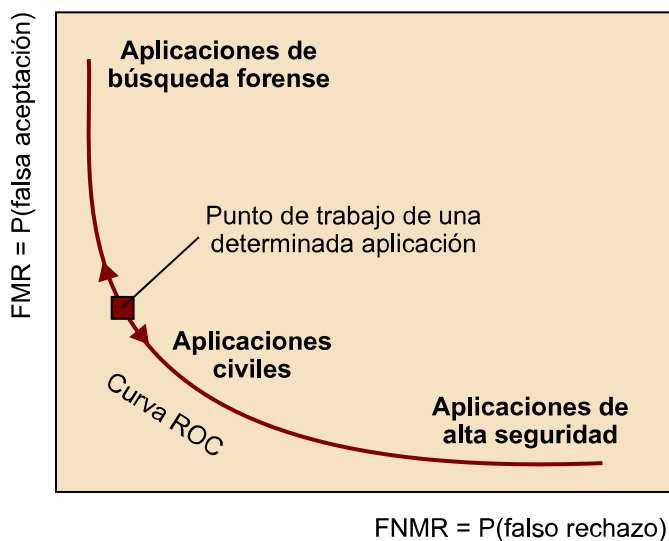 Aplicaciones de
búsqueda forense
FMR = P(falsa aceptación)
Punto de trabajo de una
determinada aplicación
Aplicaciones
civiles
Curva ROC
Aplicaciones de
alta seguridad
FNMR = P(falso rechazo)